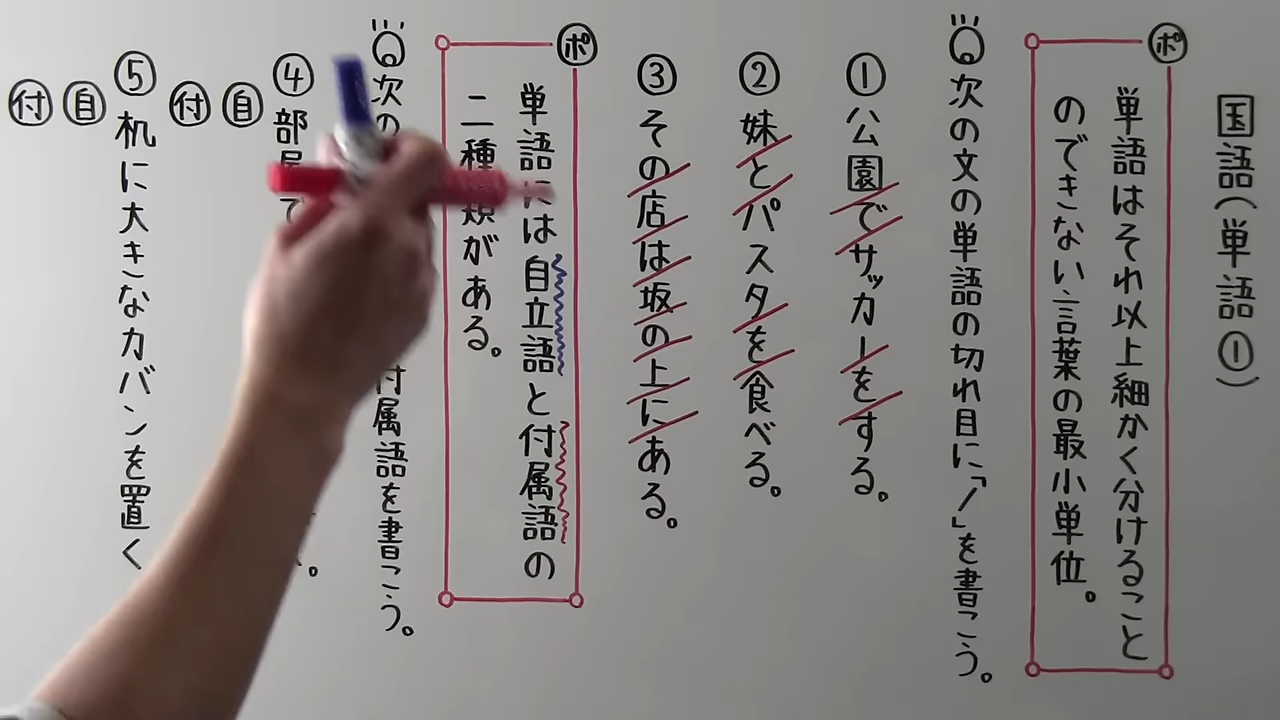 国語(単語①)
ポ
単語はそれ以上細かく分けること
のできない言葉の最小単位。
次の文の単語の切れ目に「/」を書こう。
①公園/で/サッカー/を/する。
②妹/と/パスタ/を/食べる。
③その/店/は/坂/の/上/に/ある。
ポ
単語には自立語と付属語の
二種類がある。
次の 付属語を書こう。
④部屋で
自
付
⑤机に大きなカバンを置く
自
付